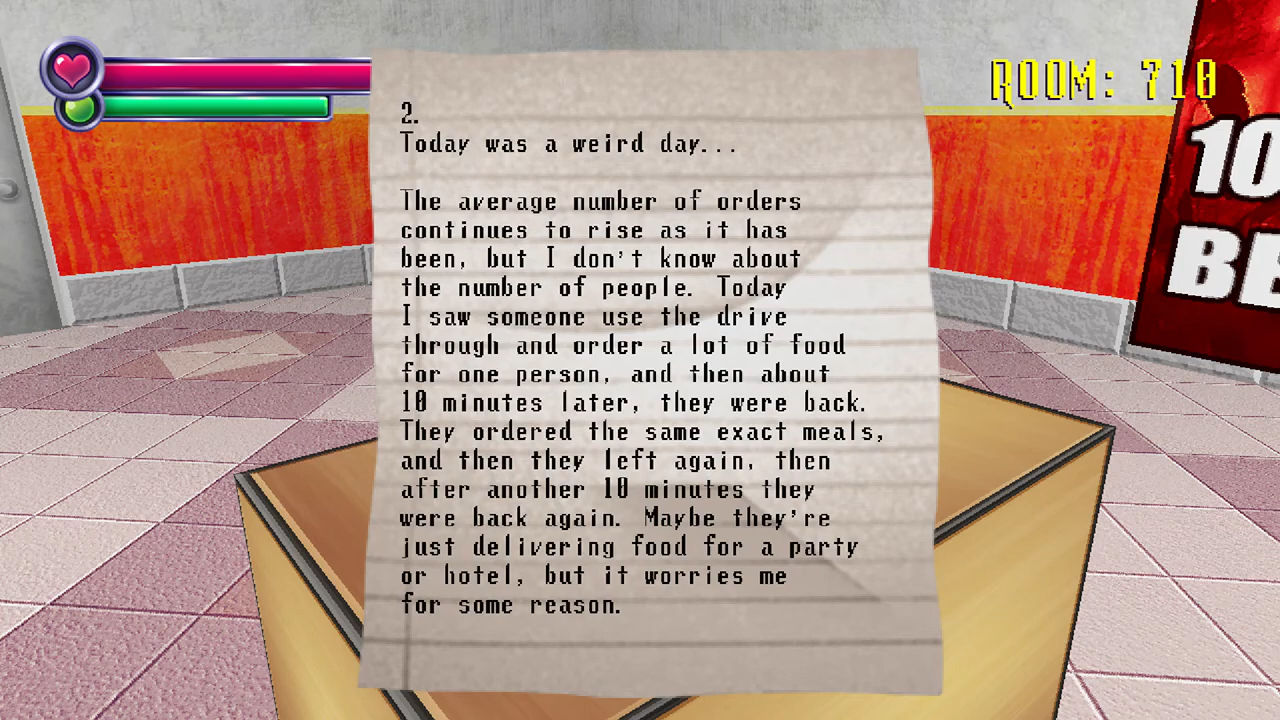 ROOM: 710
2.
Today was a weird day...
The average number of orders
continues to rise as it has
been, but I don't know about
the number of people. Today
I saw someone use the drive
through and order a lot of food
for one person, and then about
10 minutes later, they were back.
They ordered the same exact meals,
and then they left again, then
after another 10 minutes they
were back again. Maybe they're
just delivering food for a party
or hotel, but it worries me
for some reason.
10
BE